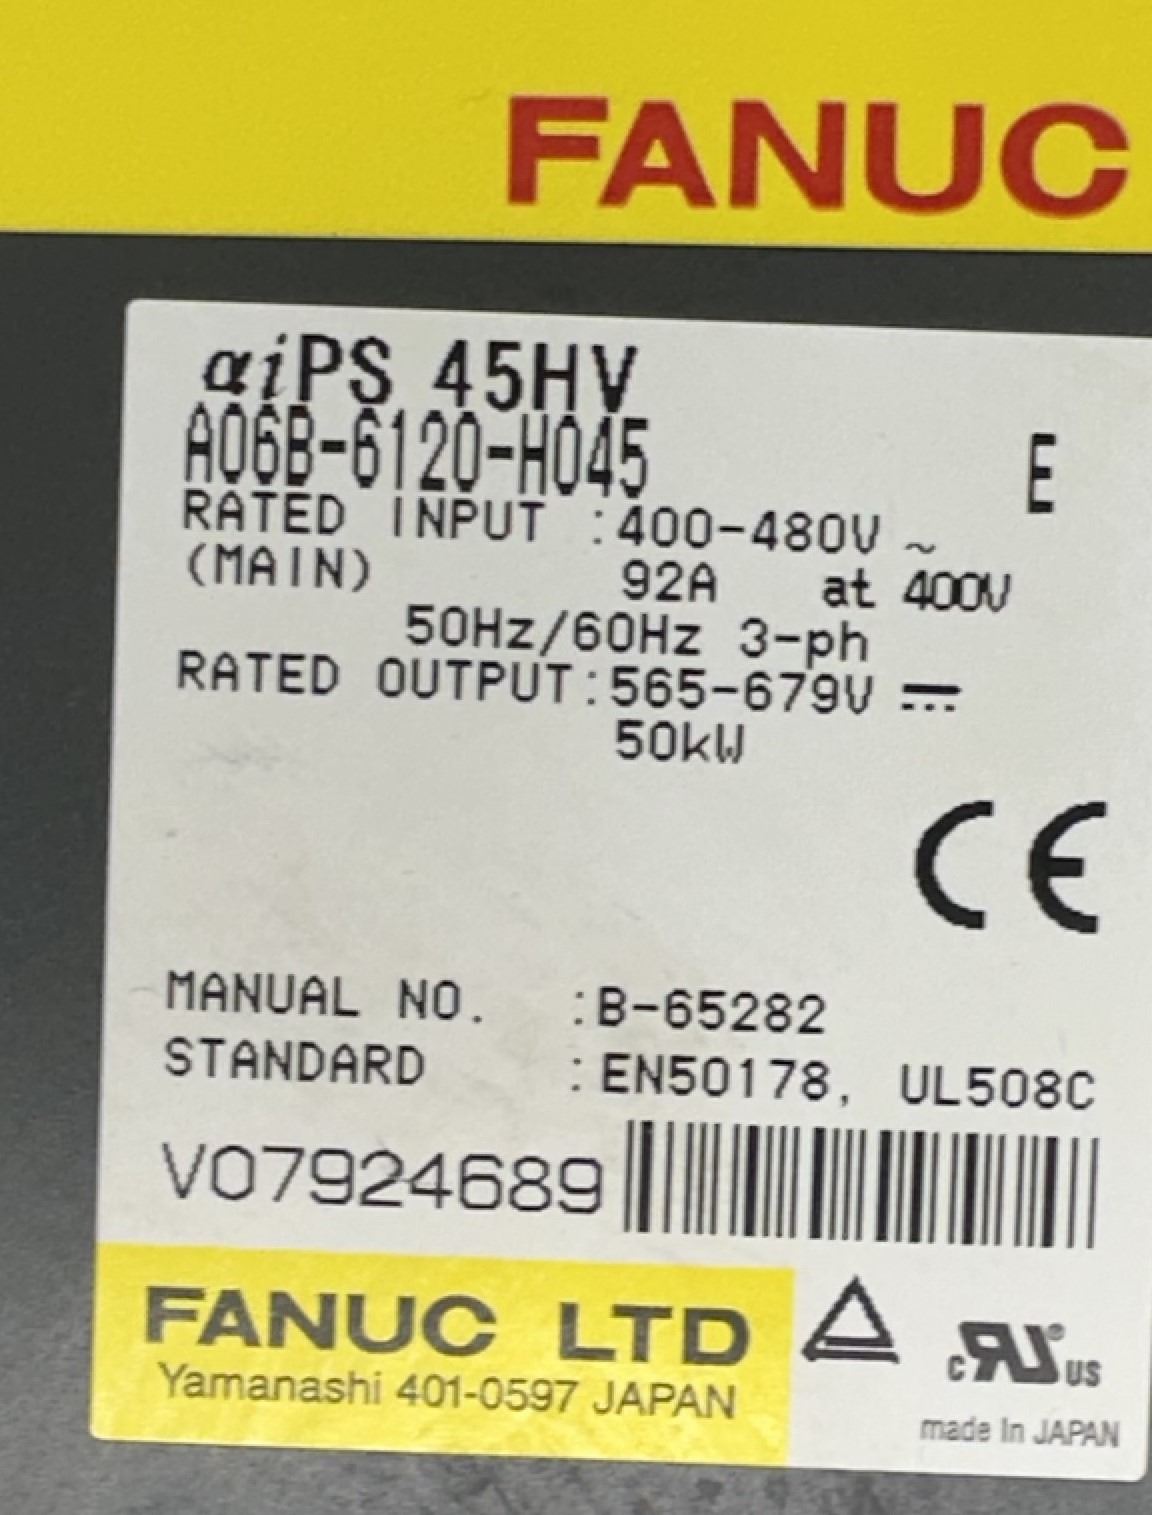 FANUC
αiPS 45HV
A06B-6120-H045 E
RATED INPUT :400-480V ~
(MAIN) 92A at 400V
50Hz/60Hz 3-ph
RATED OUTPUT:565-679V ⎓
50kW
CE
MANUAL NO. :B-65282
STANDARD :EN50178, UL508C
V07924689
FANUC LTD
Yamanashi 401-0597 JAPAN
c RU ® US
made In JAPAN